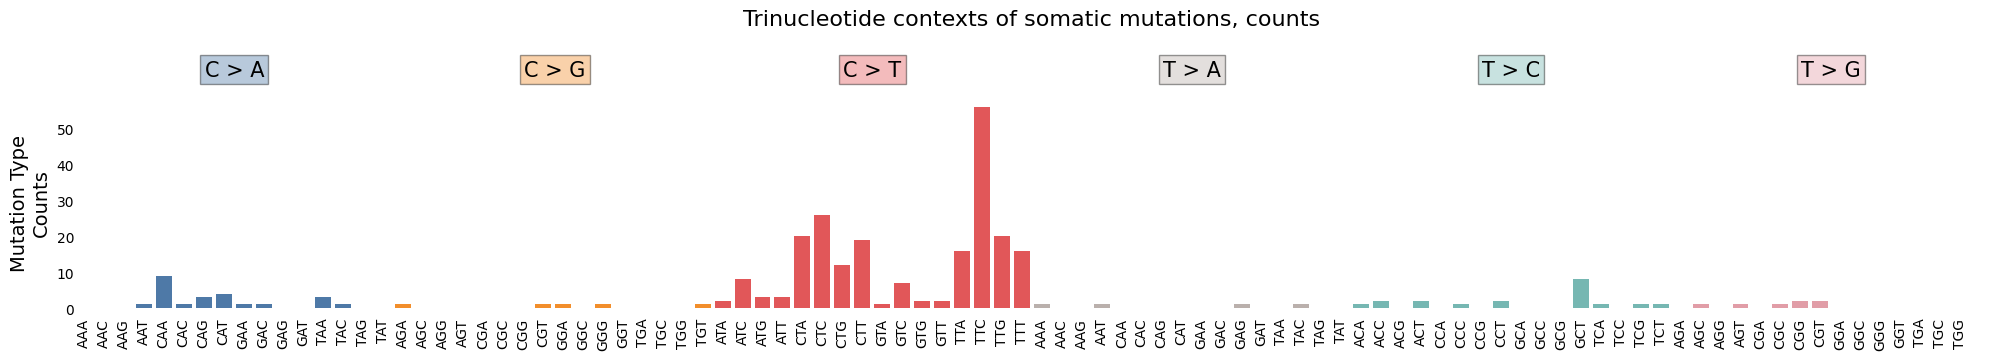 Trinucleotide contexts of somatic mutations, counts
C > A
C > G
C > T
T > A
T > C
T > G
Mutation Type
Counts
50
40
30
20
10
0
AAA
AAC
AAG
AAT
CAA
CAC
CAG
CAT
GAA
GAC
GAG
GAT
TAA
TAC
TAG
TAT
AGA
AGC
AGG
AGT
CGA
CGC
CGG
CGT
GGA
GGC
GGG
GGT
TGA
TGC
TGG
TGT
ATA
ATC
ATG
ATT
CTA
CTC
CTG
CTT
GTA
GTC
GTG
GTT
TTA
TTC
TTG
TTT
AAA
AAC
AAG
AAT
CAA
CAC
CAG
CAT
GAA
GAC
GAG
GAT
TAA
TAC
TAG
TAT
ACA
ACC
ACG
ACT
CCA
CCC
CCG
CCT
GCA
GCC
GCG
GCT
TCA
TCC
TCG
TCT
AGA
AGC
AGG
AGT
CGA
CGC
CGG
CGT
GGA
GGC
GGG
GGT
TGA
TGC
TGG